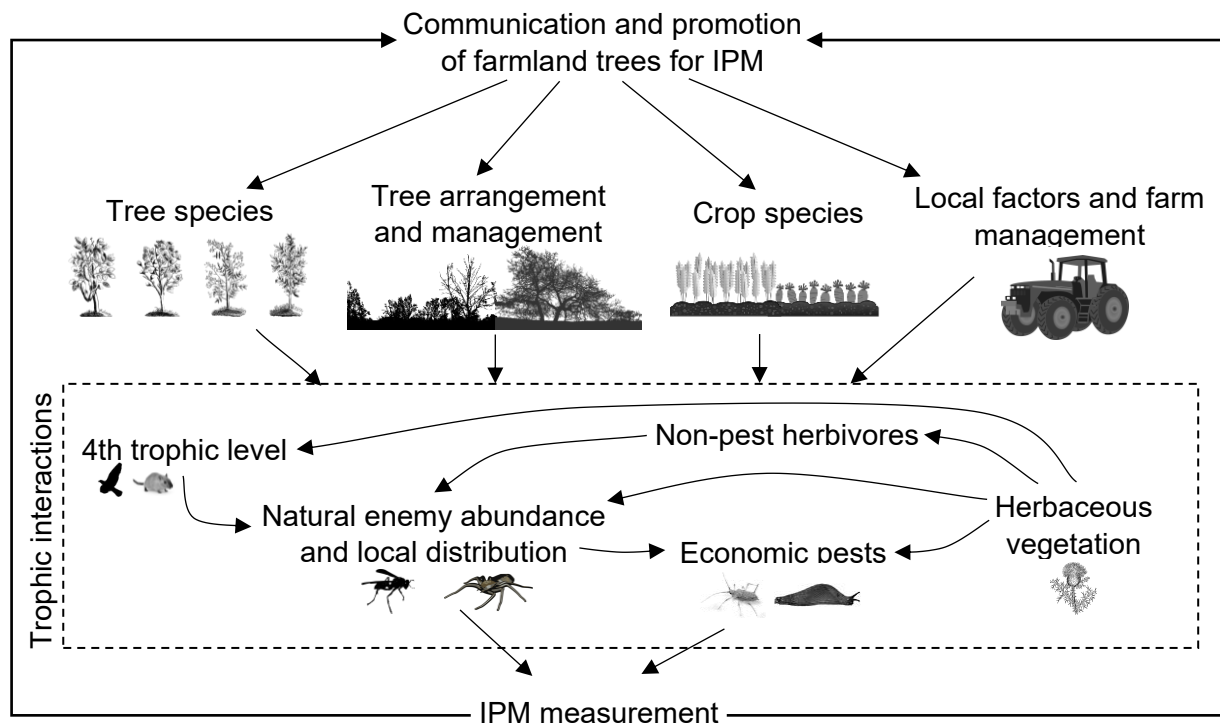 Communication and promotion
of farmland trees for IPM
Tree species
Tree arrangement
and management
Crop species
Local factors and farm
management
Trophic interactions
4th trophic level
Non-pest herbivores
Natural enemy abundance
and local distribution
Economic pests
Herbaceous
vegetation
IPM measurement